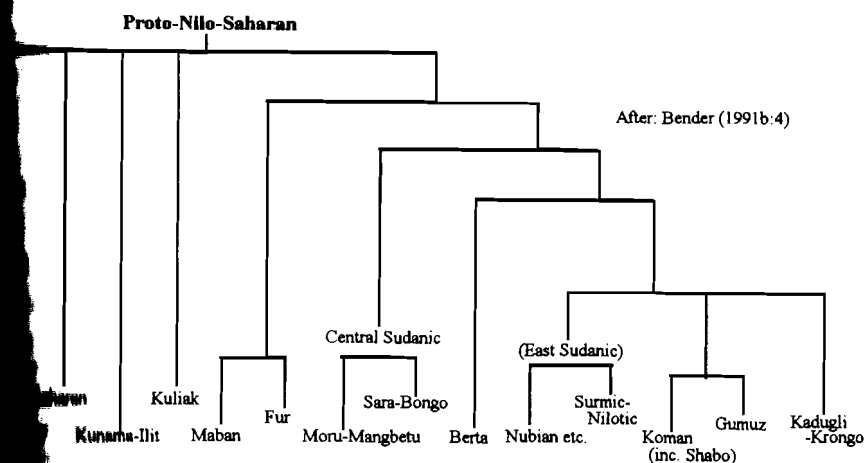 Proto-Nilo-Saharan
After: Bender (1991b:4)
Central Sudanic
(East Sudanic)
Kuliak
Sara-Bongo
Surmic-
Nilotic
Fur
Gumuz
Kadugli
-Krongo
Kunama-Ilit
Maban
Moru-Mangbetu
Berta
Nubian etc.
Koman
(inc. Shabo)